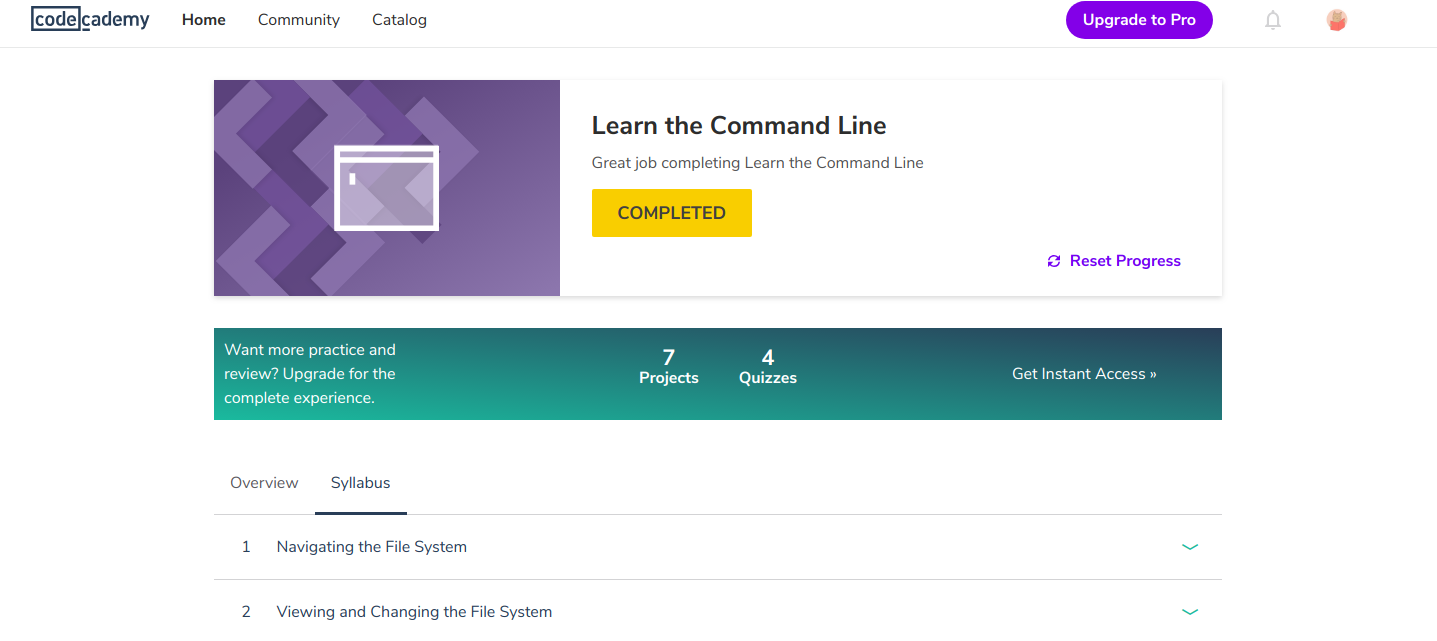 codecademy
Home
Community
Catalog
Upgrade to Pro
Learn the Command Line
Great job completing Learn the Command Line
COMPLETED
Reset Progress
Want more practice and
review? Upgrade for the
complete experience.
7
Projects
4
Quizzes
Get Instant Access »
Overview
Syllabus
1 Navigating the File System
2 Viewing and Changing the File System